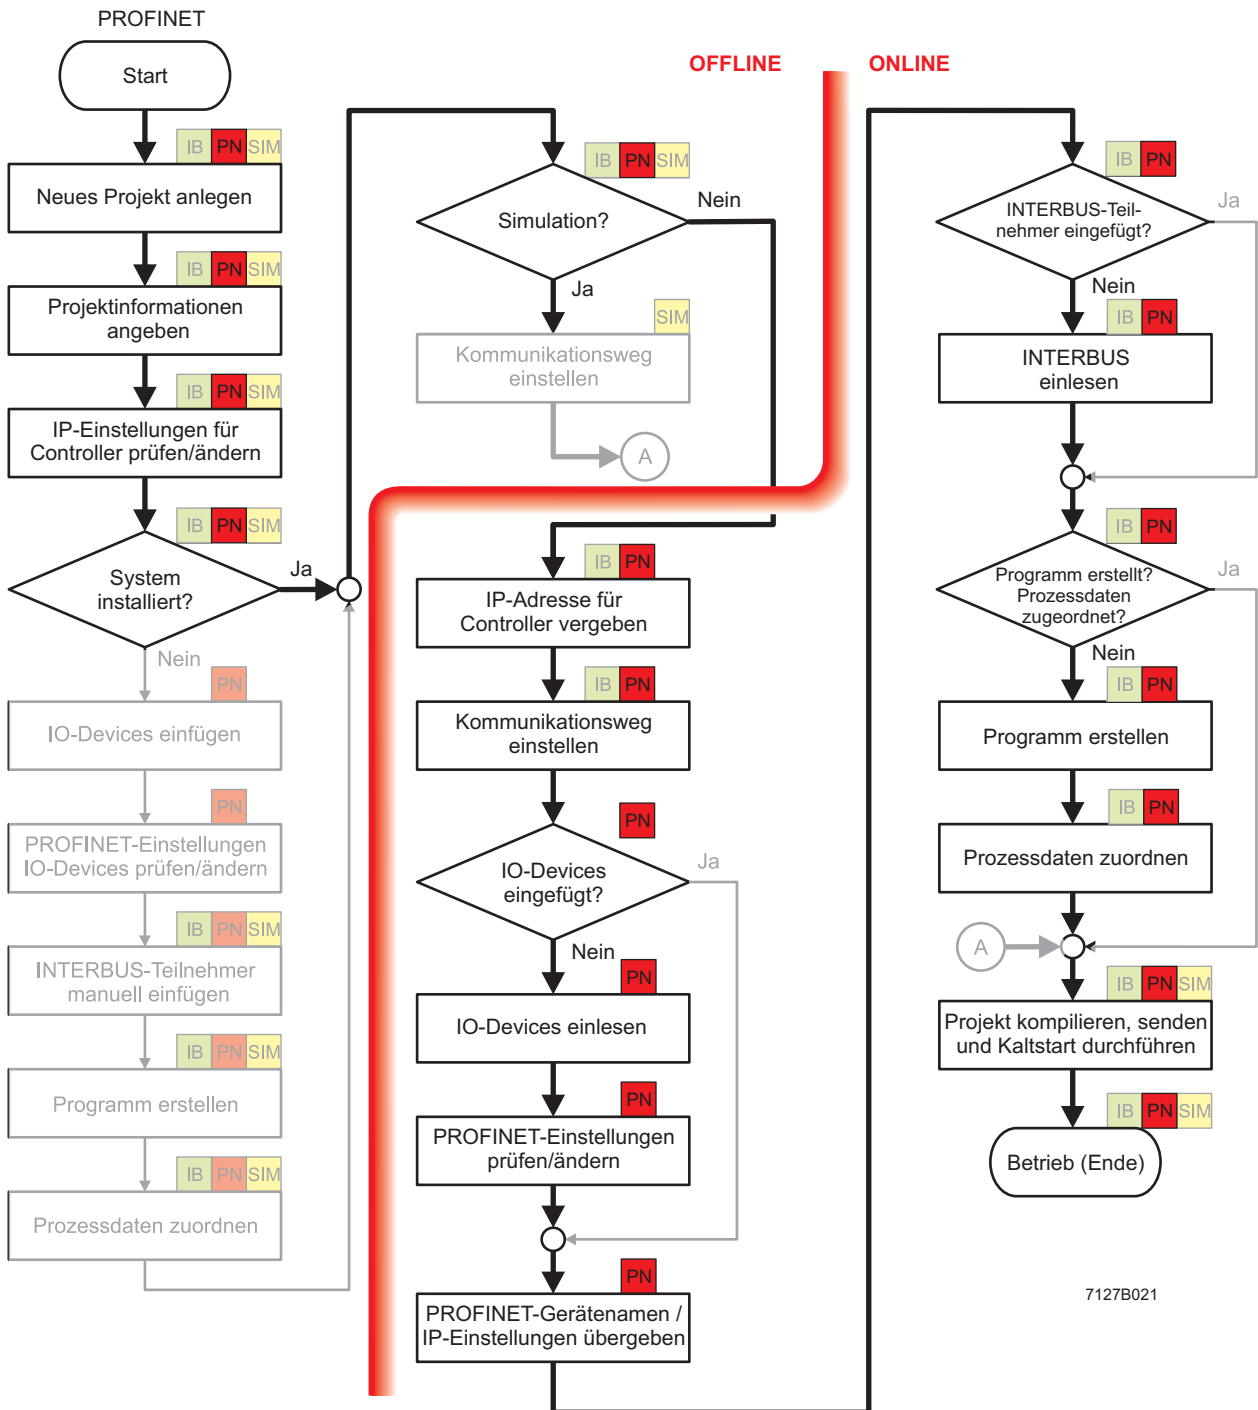 PROFINET
Start
IB PN SIM
Neues Projekt anlegen
IB PN SIM
Projektinformationen
angeben
IB PN SIM
IP-Einstellungen für
Controller prüfen/ändern
IB PN SIM
System
installiert?
Ja
Nein
PN
IO-Devices einfügen
PN
PROFINET-Einstellungen
IO-Devices prüfen/ändern
IB PN SIM
INTERBUS-Teilnehmer
manuell einfügen
IB PN SIM
Programm erstellen
IB PN SIM
Prozessdaten zuordnen
OFFLINE
ONLINE
IB PN SIM
Simulation?
Nein
Ja
SIM
Kommunikationsweg
einstellen
A
IB PN
IP-Adresse für
Controller vergeben
IB PN
Kommunikationsweg
einstellen
PN
IO-Devices
eingefügt?
Ja
Nein
PN
IO-Devices einlesen
PN
PROFINET-Einstellungen
prüfen/ändern
PN
PROFINET-Gerätenamen /
IP-Einstellungen übergeben
IB PN
INTERBUS-Teil-
nehmer eingefügt?
Ja
Nein
IB PN
INTERBUS
einlesen
IB PN
Programm erstellt?
Prozessdaten
zugeordnet?
Ja
Nein
IB PN
Programm erstellen
IB PN
Prozessdaten zuordnen
A
IB PN SIM
Projekt kompilieren, senden
und Kaltstart durchführen
IB PN SIM
Betrieb (Ende)
7127B021